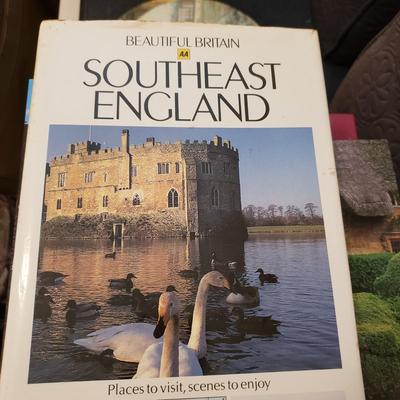 BEAUTIFUL BRITAIN
AA
SOUTHEAST
ENGLAND
Places to visit, scenes to enjoy